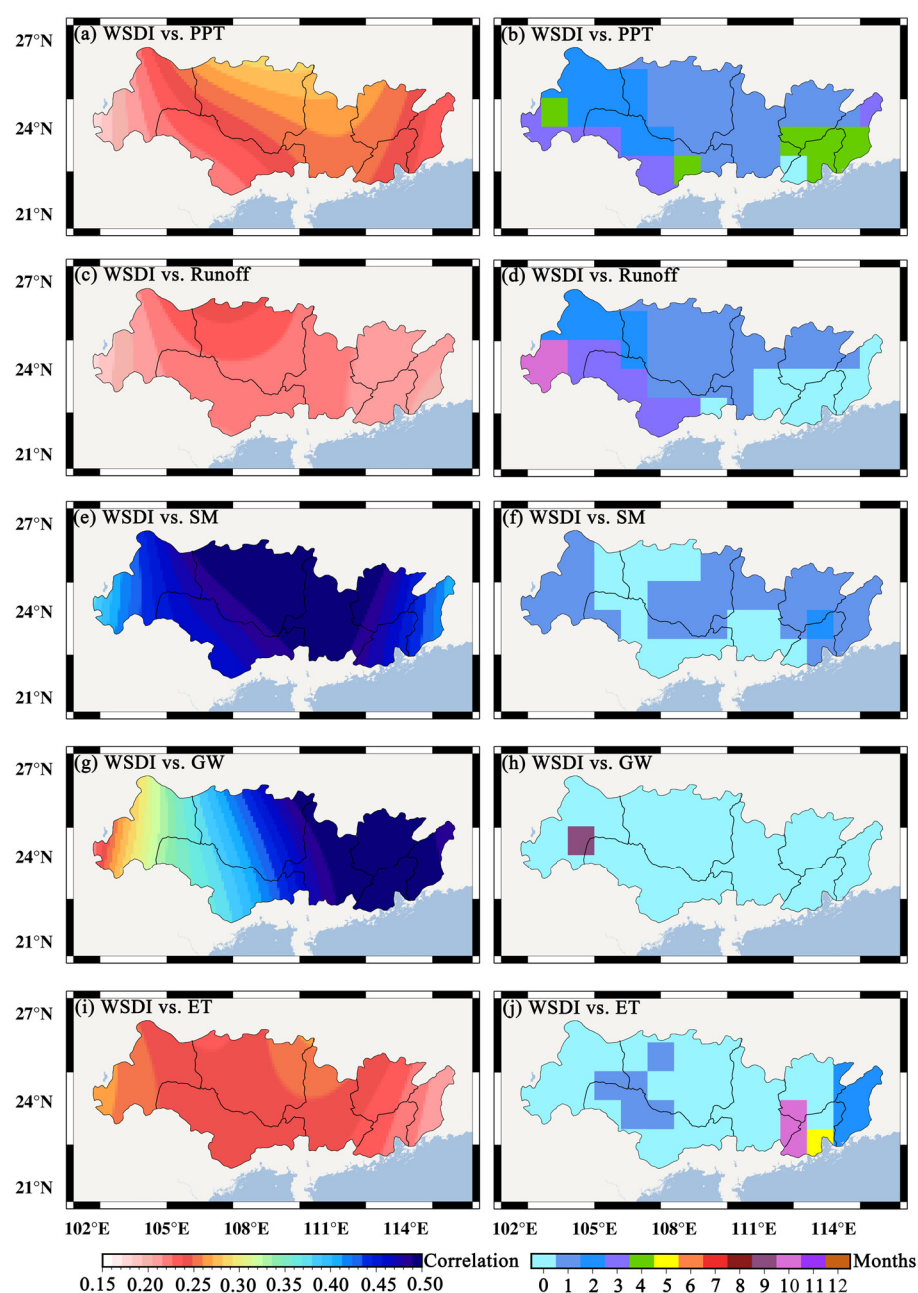 (a) WSDI vs. PPT
(b) WSDI vs. PPT
27°N
24°N
21°N
(c) WSDI vs. Runoff
(d) WSDI vs. Runoff
27°N
24°N
21°N
(e) WSDI vs. SM
(f) WSDI vs. SM
27°N
24°N
21°N
(g) WSDI vs. GW
(h) WSDI vs. GW
27°N
24°N
21°N
(i) WSDI vs. ET
(j) WSDI vs. ET
27°N
24°N
21°N
102°E 105°E 108°E 111°E 114°E
102°E 105°E 108°E 111°E 114°E
Correlation
0.15 0.20 0.25 0.30 0.35 0.40 0.45 0.50
Months
0 1 2 3 4 5 6 7 8 9 10 11 12